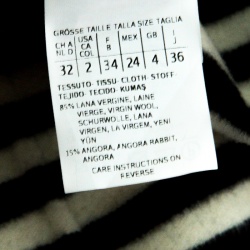 GRÖSSE TAILLE TALLA SIZE TAGLIA
CH A NL D USA CA CO F B MEX GB I J
32 2 34 24 4 36
TESSUTO-TISSU-CLOTH STOFF
TEJIDO-TECIDO-KUMAŞ
85% LANA VERGINE, LAINE
VIERGE, VIRGIN WOOL,
SCHURWOLLE, LANA
VIRGEN, LA VIRGEM, YENİ
YÜN
15% ANGORA, ANGORA RABBIT,
ANGORA
CARE INSTRUCTIONS ON
REVERSE